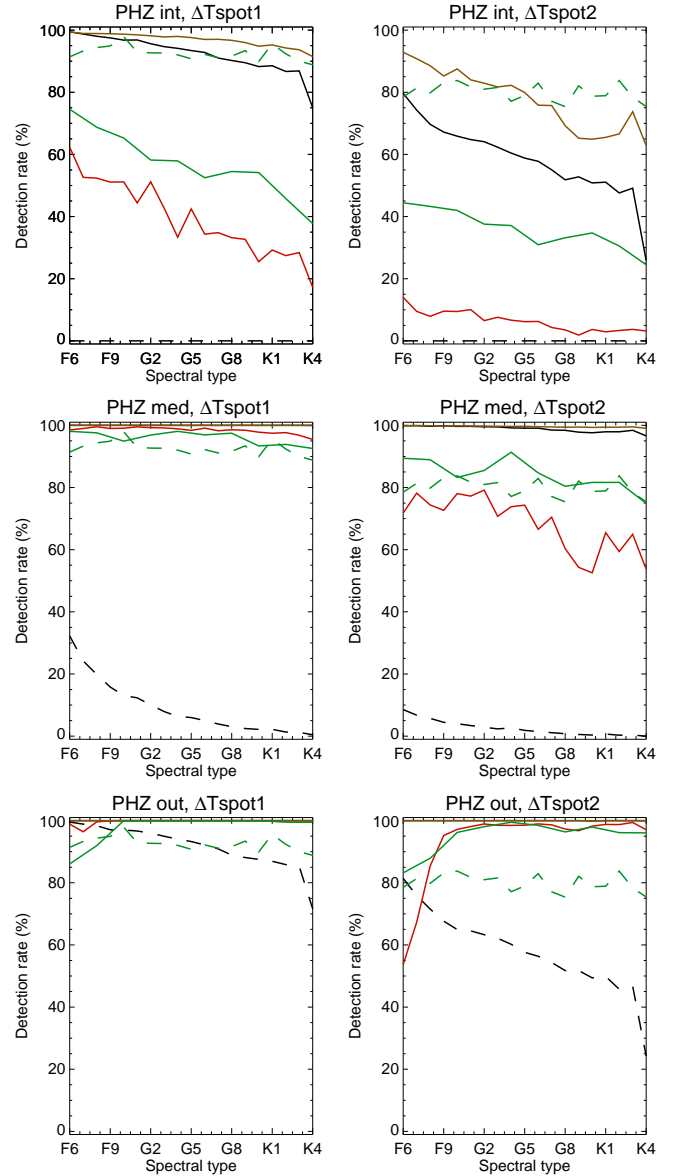 PHZ int, ΔTspot1
PHZ int, ΔTspot2
100
80
60
40
20
0
Detection rate (%)
F6 F9 G2 G5 G8 K1 K4
Spectral type
100
80
60
40
20
0
Detection rate (%)
F6 F9 G2 G5 G8 K1 K4
Spectral type
PHZ med, ΔTspot1
PHZ med, ΔTspot2
100
80
60
40
20
0
Detection rate (%)
F6 F9 G2 G5 G8 K1 K4
Spectral type
100
80
60
40
20
0
Detection rate (%)
F6 F9 G2 G5 G8 K1 K4
Spectral type
PHZ out, ΔTspot1
PHZ out, ΔTspot2
100
80
60
40
20
0
Detection rate (%)
F6 F9 G2 G5 G8 K1 K4
Spectral type
100
80
60
40
20
0
Detection rate (%)
F6 F9 G2 G5 G8 K1 K4
Spectral type